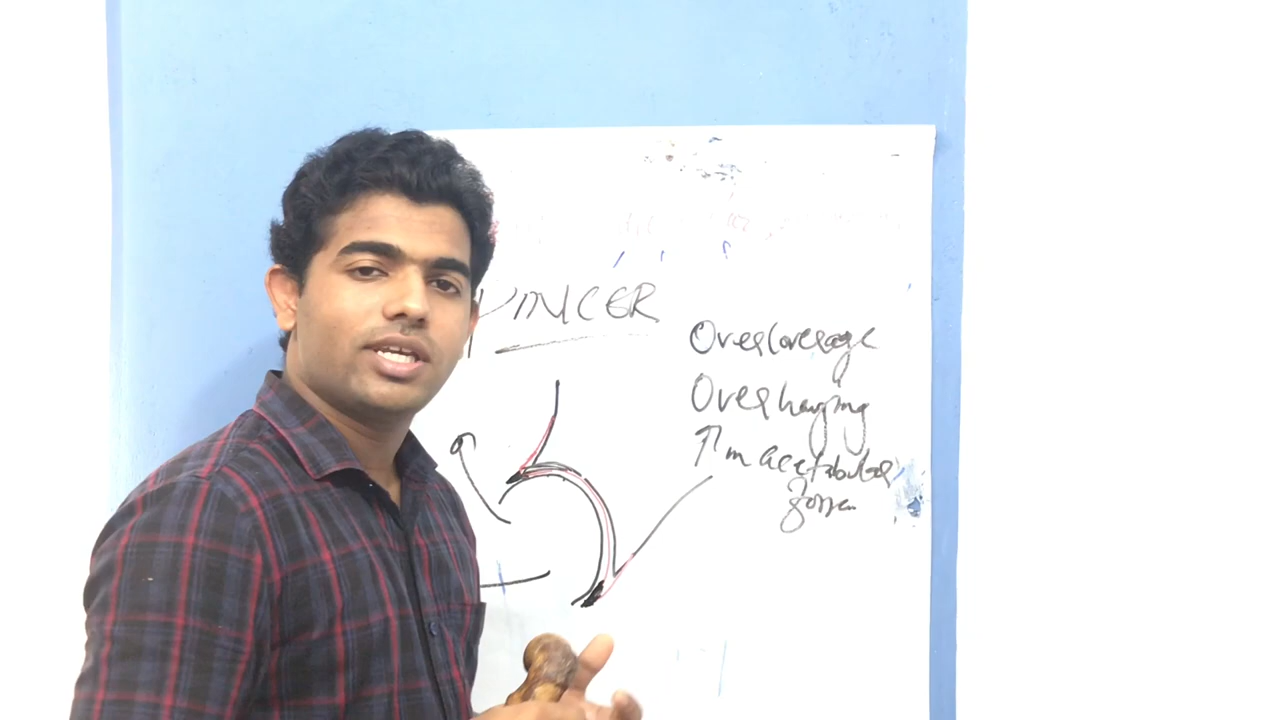 PINCER
Overcoverage
Overhanging
↑ in acetabular
fossa